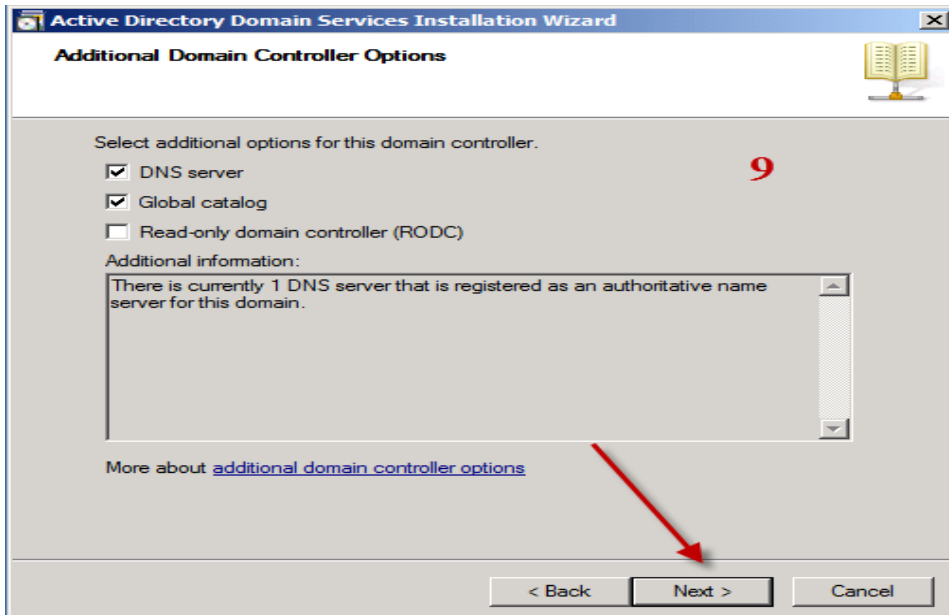 Active Directory Domain Services Installation Wizard
Additional Domain Controller Options
Select additional options for this domain controller.
9
DNS server
Global catalog
Read-only domain controller (RODC)
Additional information:
There is currently 1 DNS server that is registered as an authoritative name
server for this domain.
More about additional domain controller options
< Back
Next >
Cancel